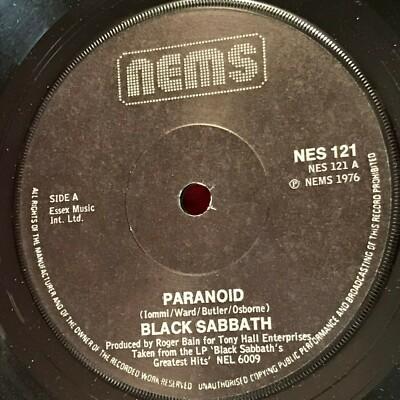 nems
NES 121
NES 121 A
℗ NEMS 1976
SIDE A
Essex Music
Int. Ltd.
PARANOID
(Iommi/Ward/Butler/Osborne)
BLACK SABBATH
Produced by Roger Bain for Tony Hall Enterprises
Taken from the LP 'Black Sabbath's
Greatest Hits' NEL 6009
ALL RIGHTS OF THE MANUFACTURER AND OF THE OWNER OF THE RECORDED WORK RESERVED UNAUTHORISED COPYING PUBLIC PERFORMANCE AND BROADCASTING OF THIS RECORD PROHIBITED